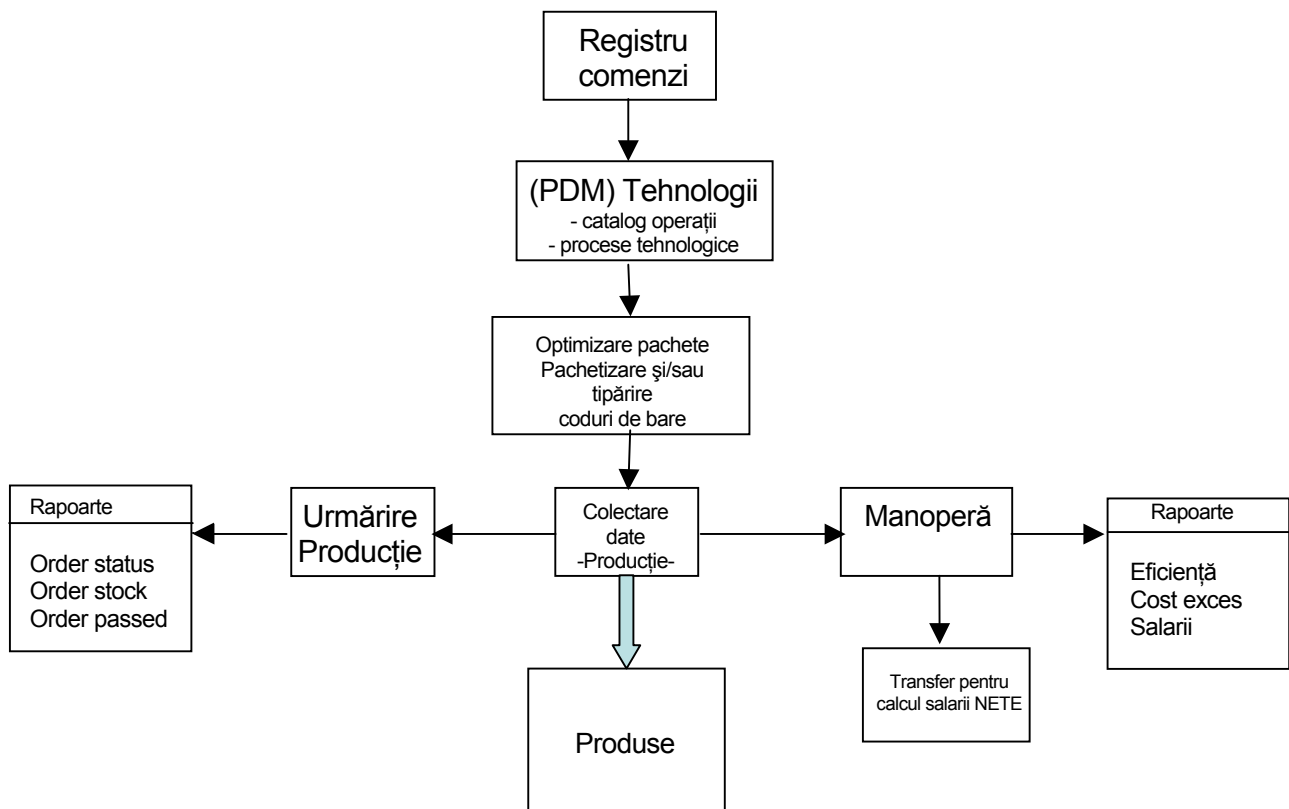 Registru
comenzi
(PDM) Tehnologii
- catalog operații
- procese tehnologice
Optimizare pachete
Pachetizare şi/sau
tipărire
coduri de bare
Rapoarte
Order status
Order stock
Order passed
Urmărire
Producție
Colectare
date
-Producție-
Manoperă
Rapoarte
Eficiență
Cost exces
Salarii
Transfer pentru
calcul salarii NETE
Produse